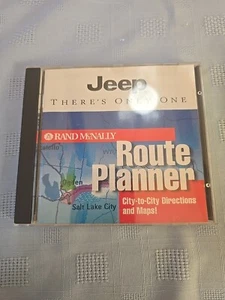 Jeep
THERE'S ONLY ONE
RAND McNALLY
Route
Planner
City-to-City Directions
and Maps!
Salt Lake City